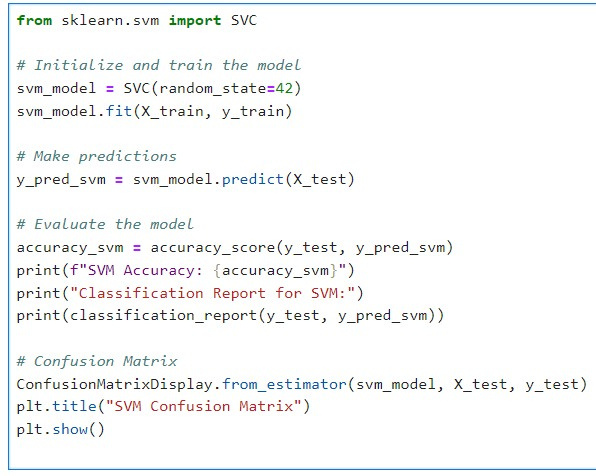 from sklearn.svm import SVC
# Initialize and train the model
svm_model = SVC(random_state=42)
svm_model.fit(X_train, y_train)
# Make predictions
y_pred_svm = svm_model.predict(X_test)
# Evaluate the model
accuracy_svm = accuracy_score(y_test, y_pred_svm)
print(f"SVM Accuracy: {accuracy_svm}")
print("Classification Report for SVM:")
print(classification_report(y_test, y_pred_svm))
# Confusion Matrix
ConfusionMatrixDisplay.from_estimator(svm_model, X_test, y_test)
plt.title("SVM Confusion Matrix")
plt.show()